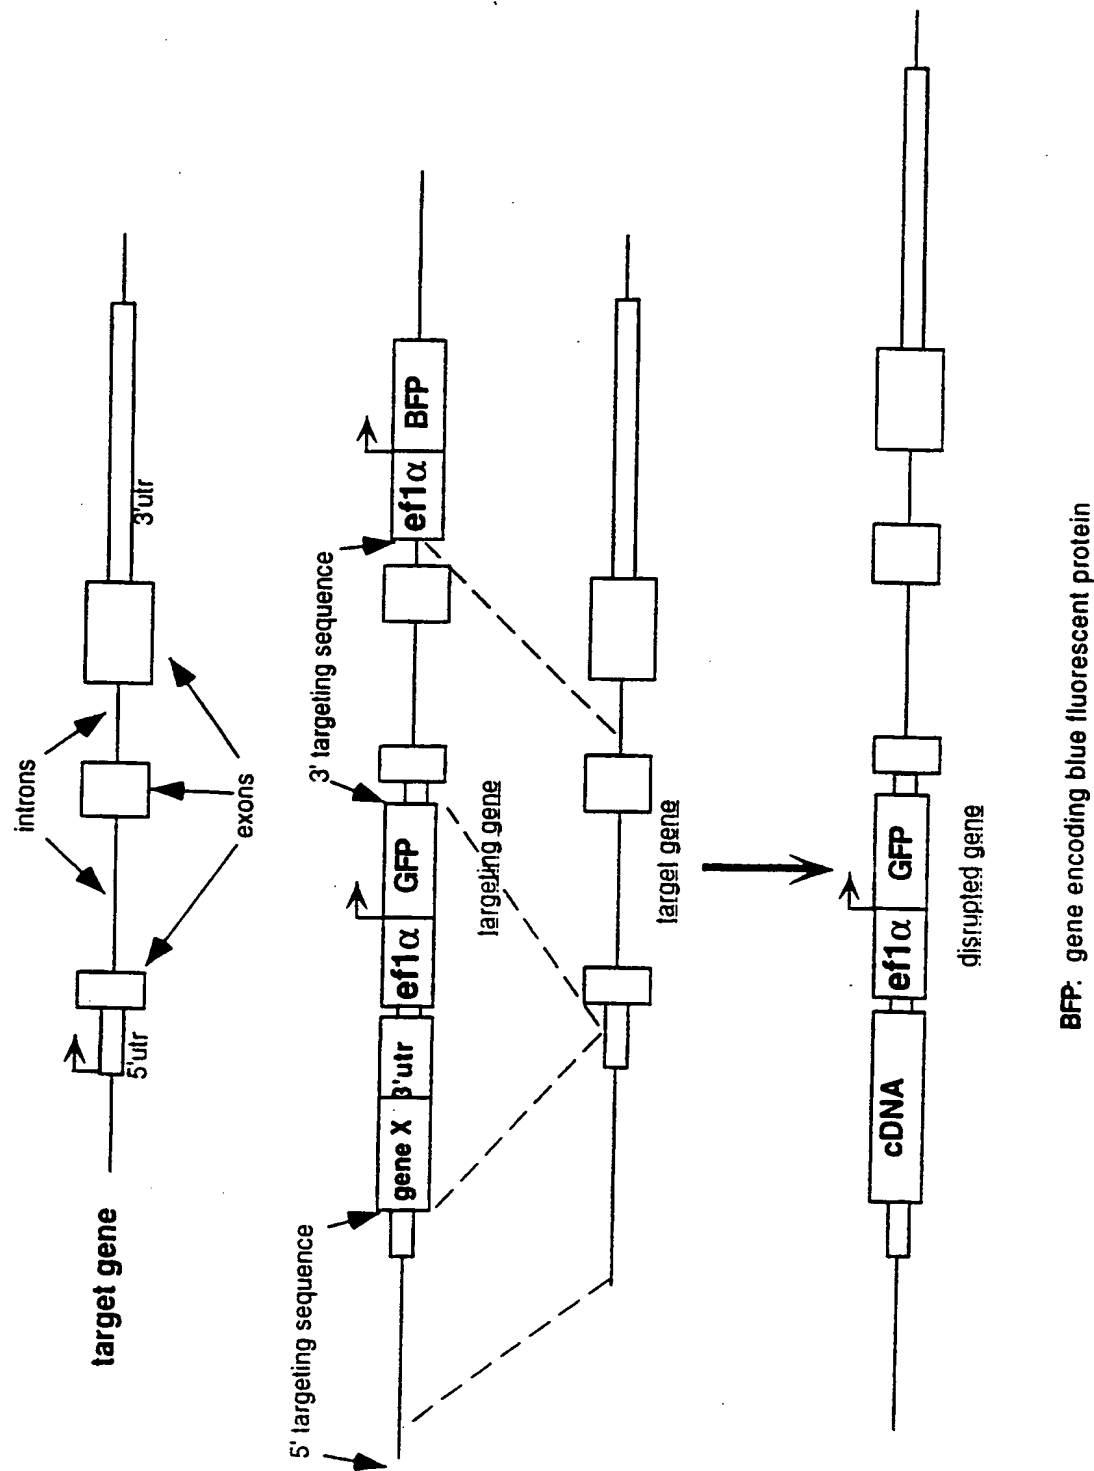 target gene
introns
5'utr
3'utr
exons
5' targeting sequence
3' targeting sequence
gene X
3'utr
ef1α
GFP
ef1α
BFP
targeting gene
target gene
cDNA
ef1α
GFP
disrupted gene
BFP: gene encoding blue fluorescent protein